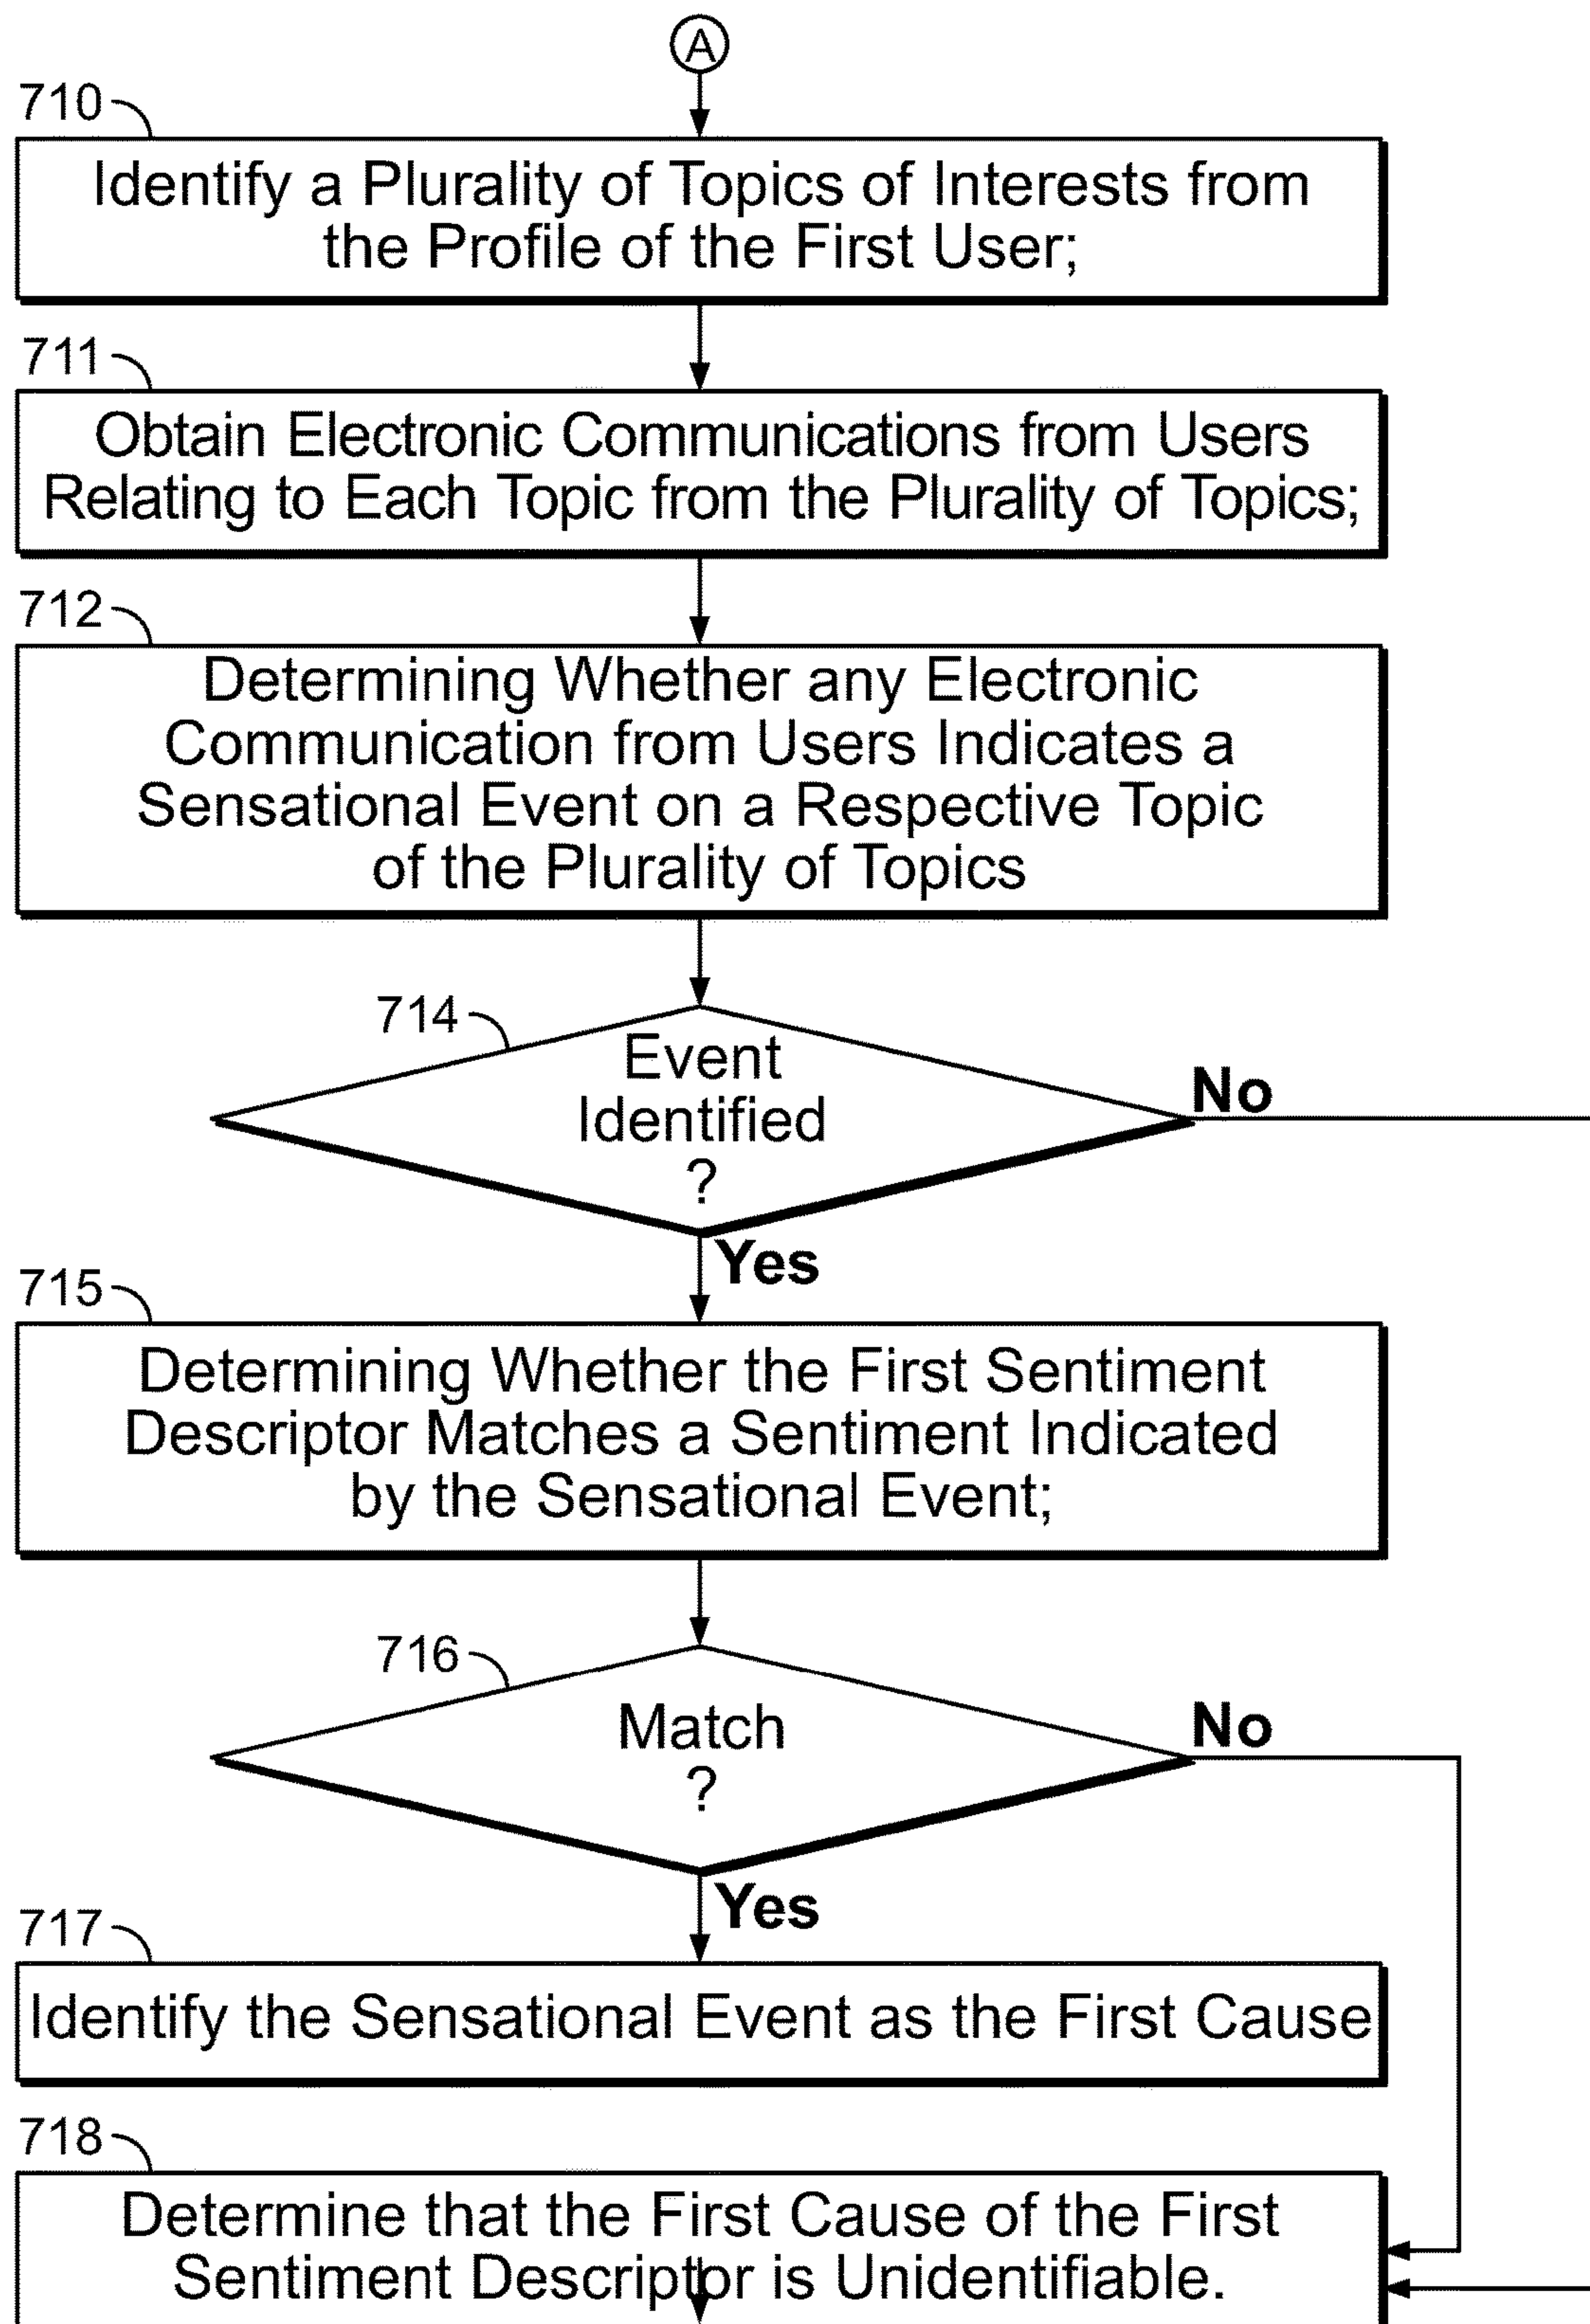 A
710
Identify a Plurality of Topics of Interests from
the Profile of the First User;
711
Obtain Electronic Communications from Users
Relating to Each Topic from the Plurality of Topics;
712
Determining Whether any Electronic
Communication from Users Indicates a
Sensational Event on a Respective Topic
of the Plurality of Topics
714
Event
Identified
?
No
Yes
715
Determining Whether the First Sentiment
Descriptor Matches a Sentiment Indicated
by the Sensational Event;
716
Match
?
No
Yes
717
Identify the Sensational Event as the First Cause
718
Determine that the First Cause of the First
Sentiment Descriptor is Unidentifiable.